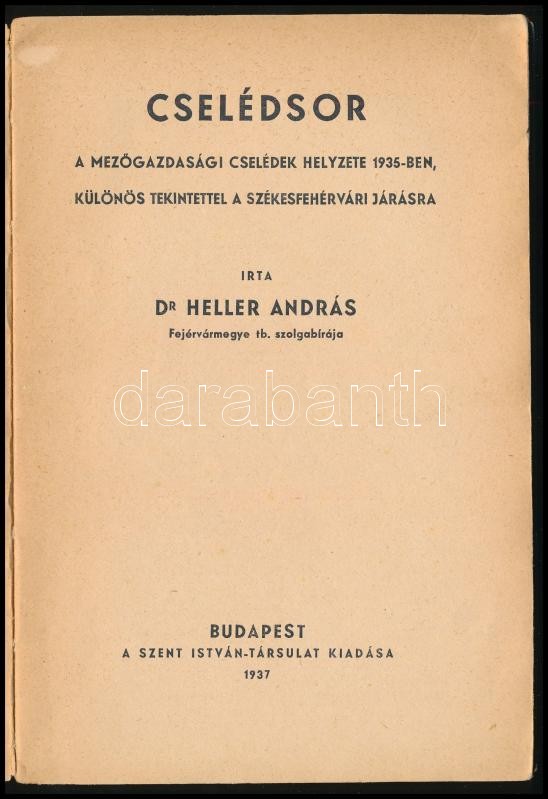 CSELÉDSOR
A MEZŐGAZDASÁGI CSELÉDEK HELYZETE 1935-BEN,
KÜLÖNÖS TEKINTETTEL A SZÉKESFEHÉRVÁRI JÁRÁSRA
IRTA
DR HELLER ANDRÁS
Fejérvármegye tb. szolgabírája
darabanth
BUDAPEST
A SZENT ISTVÁN-TÁRSULAT KIADÁSA
1937